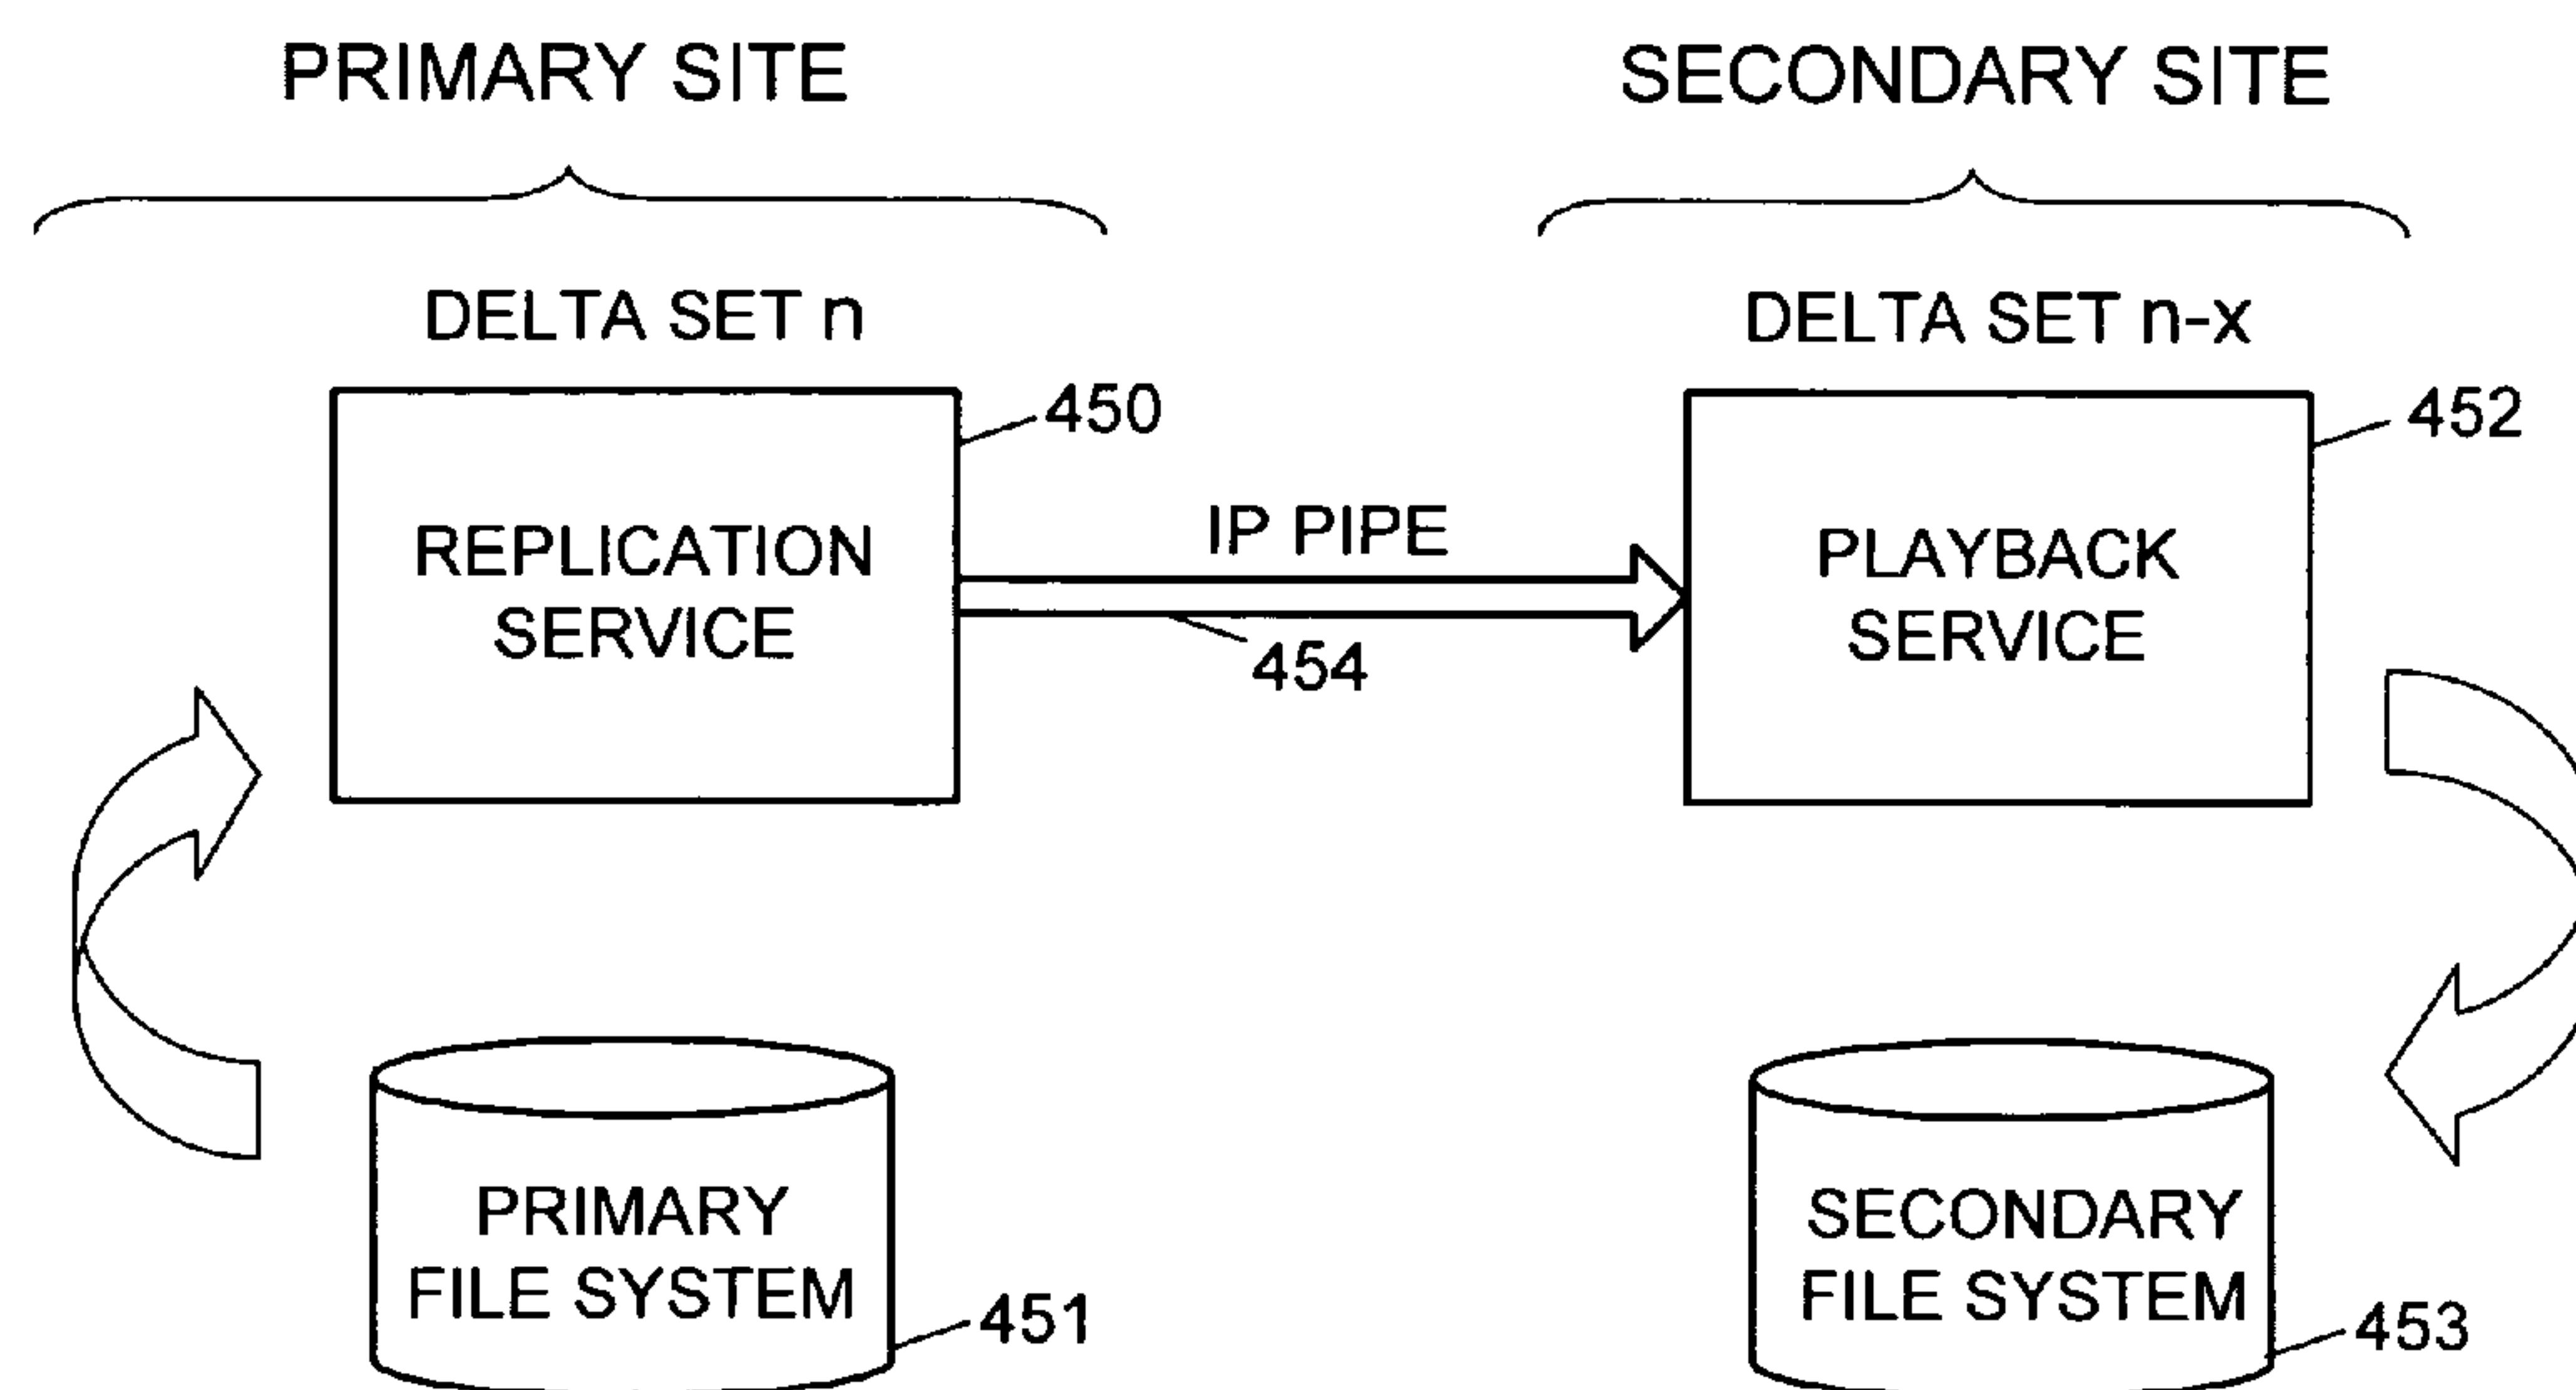 PRIMARY SITE
SECONDARY SITE
DELTA SET n
DELTA SET n-x
450
452
REPLICATION
SERVICE
IP PIPE
454
PLAYBACK
SERVICE
PRIMARY
FILE SYSTEM
451
SECONDARY
FILE SYSTEM
453